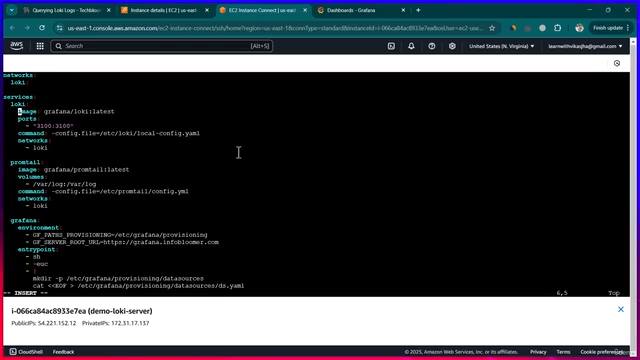 Querying Loki Logs - Techbloo
Instance details | EC2 | us-east
EC2 Instance Connect | us-east
Dashboards - Grafana
us-east-1.console.aws.amazon.com/ec2-instance-connect/ssh/home?region=us-east-1&connType=standard&instanceId=i-066ca84ac8933e7ea&osUser=ec2-user
Finish update
aws
Search
[Alt+S]
United States (N. Virginia)
learnwithvikasjha@gmail.com
networks:
loki:
services:
loki:
image: grafana/loki:latest
ports:
- "3100:3100"
command: -config.file=/etc/loki/local-config.yaml
networks:
- loki
promtail:
image: grafana/promtail:latest
volumes:
- /var/log:/var/log
command: -config.file=/etc/promtail/config.yml
networks:
- loki
grafana:
environment:
- GF_PATHS_PROVISIONING=/etc/grafana/provisioning
- GF_SERVER_ROOT_URL=https://grafana.infobloomer.com
entrypoint:
- sh
- -euc
- |
mkdir -p /etc/grafana/provisioning/datasources
cat <<EOF > /etc/grafana/provisioning/datasources/ds.yaml
-- INSERT --
6,5
Top
i-066ca84ac8933e7ea (demo-loki-server)
PublicIPs: 54.221.152.12 PrivateIPs: 172.31.17.137
CloudShell
Feedback
© 2025, Amazon Web Services, Inc. or its affiliates.
Privacy
Terms
Cookie preferences